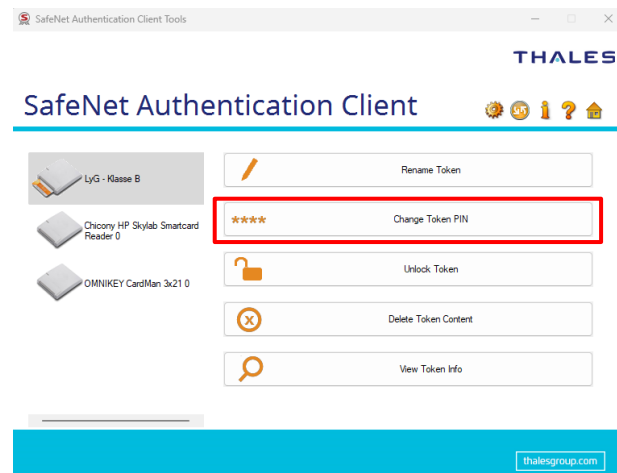 SafeNet Authentication Client Tools
THALES
SafeNet Authentication Client
LyG - Klasse B
Chicony HP Skylab Smartcard
Reader 0
OMNIKEY CardMan 3x21 0
Rename Token
**** Change Token PIN
Unlock Token
Delete Token Content
View Token Info
thalesgroup.com